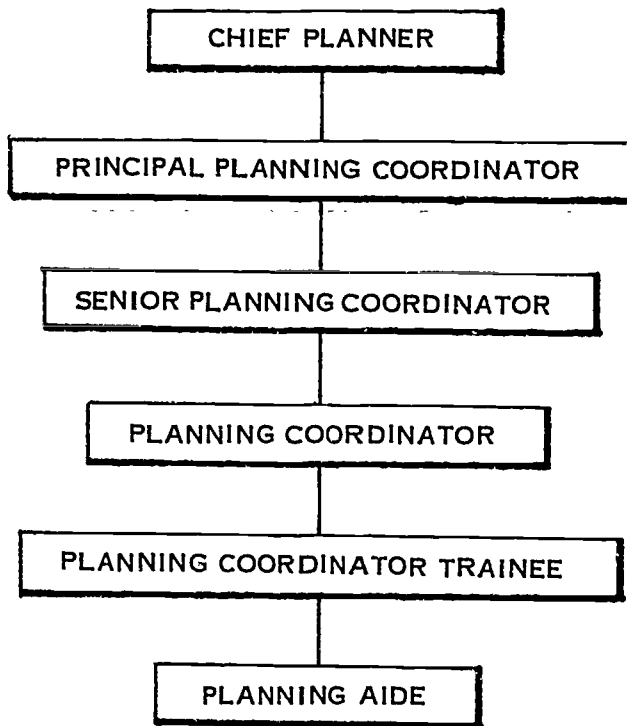 CHIEF PLANNER
PRINCIPAL PLANNING COORDINATOR
SENIOR PLANNING COORDINATOR
PLANNING COORDINATOR
PLANNING COORDINATOR TRAINEE
PLANNING AIDE